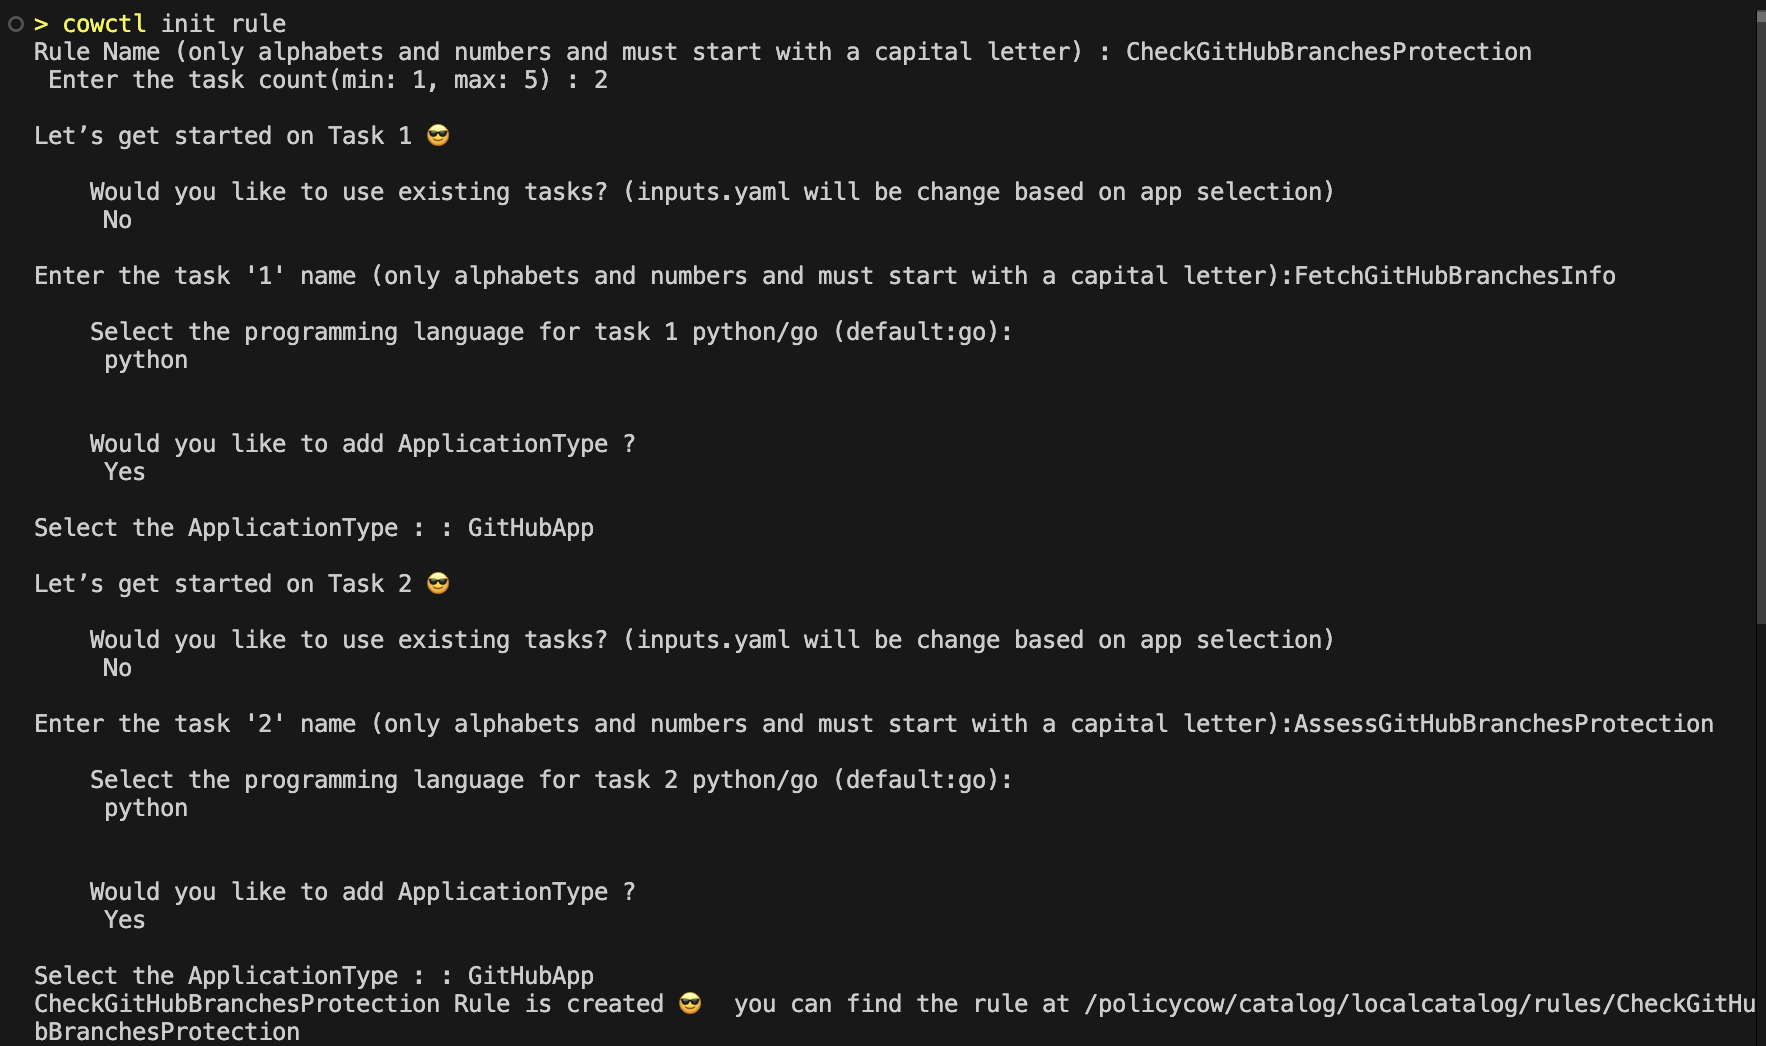 > cowctl init rule
Rule Name (only alphabets and numbers and must start with a capital letter) : CheckGitHubBranchesProtection
Enter the task count(min: 1, max: 5) : 2
Let’s get started on Task 1 😎
Would you like to use existing tasks? (inputs.yaml will be change based on app selection)
No
Enter the task '1' name (only alphabets and numbers and must start with a capital letter):FetchGitHubBranchesInfo
Select the programming language for task 1 python/go (default:go):
python
Would you like to add ApplicationType ?
Yes
Select the ApplicationType : : GitHubApp
Let’s get started on Task 2 😎
Would you like to use existing tasks? (inputs.yaml will be change based on app selection)
No
Enter the task '2' name (only alphabets and numbers and must start with a capital letter):AssessGitHubBranchesProtection
Select the programming language for task 2 python/go (default:go):
python
Would you like to add ApplicationType ?
Yes
Select the ApplicationType : : GitHubApp
CheckGitHubBranchesProtection Rule is created 😎  you can find the rule at /policycow/catalog/localcatalog/rules/CheckGitHu
bBranchesProtection